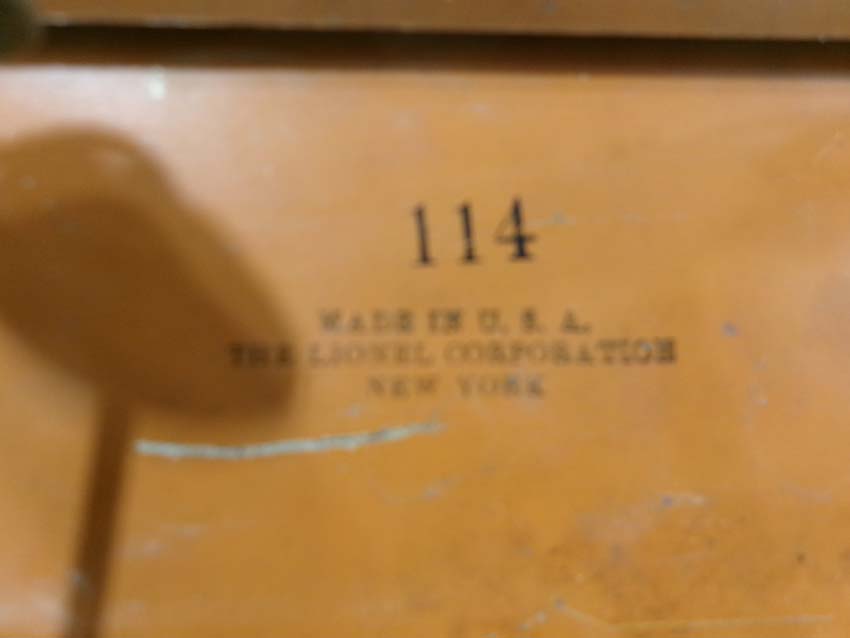 114
MADE IN U. S. A.
THE LIONEL CORPORATION
NEW YORK